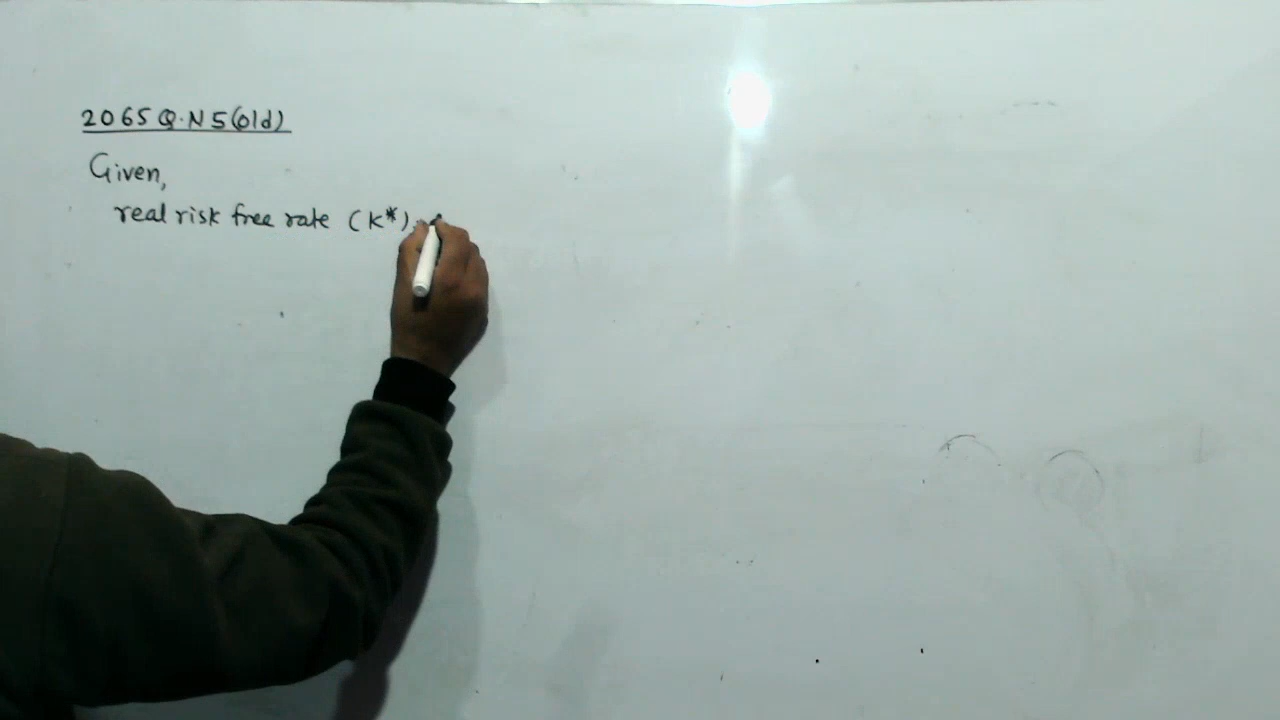 2065 Q.N 5(old)
Given,
real risk free rate (K*)